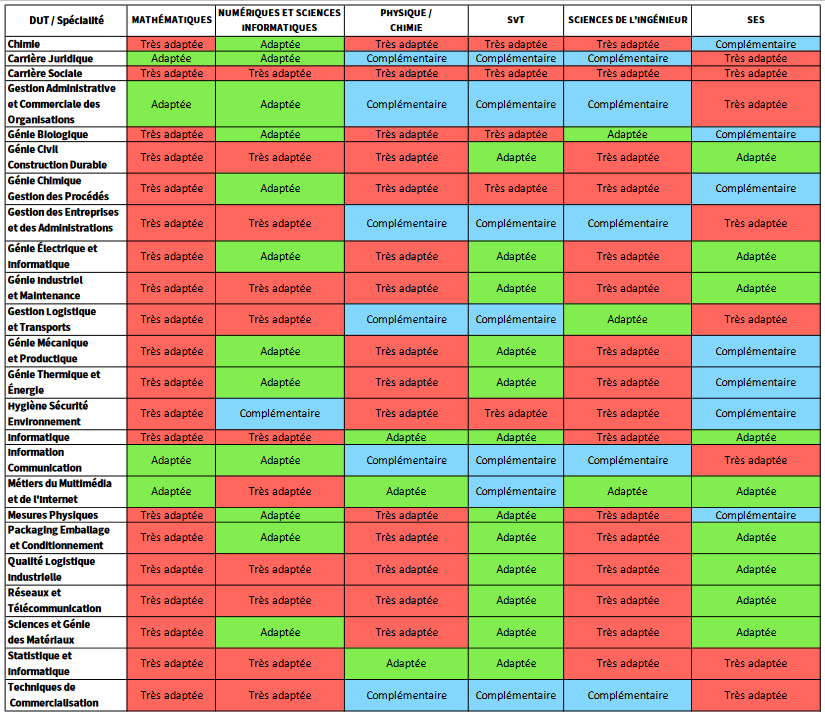 DUT / Spécialité MATHÉMATIQUES NUMÉRIQUES ET SCIENCES INFORMATIQUES PHYSIQUE / CHIMIE SVT SCIENCES DE L'INGÉNIEUR SES
Chimie Très adaptée Adaptée Très adaptée Très adaptée Très adaptée Complémentaire
Carrière Juridique Adaptée Adaptée Complémentaire Complémentaire Complémentaire Très adaptée
Carrière Sociale Très adaptée Très adaptée Très adaptée Très adaptée Très adaptée Très adaptée
Gestion Administrative
et Commerciale des
Organisations
Adaptée Adaptée Complémentaire Complémentaire Complémentaire Très adaptée
Génie Biologique Très adaptée Adaptée Très adaptée Très adaptée Adaptée Complémentaire
Génie Civil
Construction Durable
Très adaptée Très adaptée Très adaptée Adaptée Très adaptée Adaptée
Génie Chimique
Gestion des Procédés
Très adaptée Adaptée Très adaptée Très adaptée Très adaptée Complémentaire
Gestion des Entreprises
et des Administrations
Très adaptée Très adaptée Complémentaire Complémentaire Complémentaire Très adaptée
Génie Électrique et
Informatique
Très adaptée Adaptée Très adaptée Adaptée Très adaptée Adaptée
Génie Industriel
et Maintenance
Très adaptée Très adaptée Très adaptée Adaptée Très adaptée Adaptée
Gestion Logistique
et Transports
Très adaptée Très adaptée Complémentaire Complémentaire Adaptée Très adaptée
Génie Mécanique
et Productique
Très adaptée Adaptée Très adaptée Adaptée Très adaptée Complémentaire
Génie Thermique et
Énergie
Très adaptée Adaptée Très adaptée Adaptée Très adaptée Complémentaire
Hygiène Sécurité
Environnement
Très adaptée Complémentaire Très adaptée Très adaptée Très adaptée Complémentaire
Informatique Très adaptée Très adaptée Adaptée Adaptée Très adaptée Adaptée
Information
Communication
Adaptée Adaptée Complémentaire Complémentaire Complémentaire Très adaptée
Métiers du Multimédia
et de l'Internet
Adaptée Très adaptée Adaptée Complémentaire Adaptée Adaptée
Mesures Physiques Très adaptée Adaptée Très adaptée Adaptée Très adaptée Complémentaire
Packaging Emballage
et Conditionnement
Très adaptée Adaptée Très adaptée Adaptée Très adaptée Adaptée
Qualité Logistique
Industrielle
Très adaptée Très adaptée Très adaptée Adaptée Très adaptée Adaptée
Réseaux et
Télécommunication
Très adaptée Très adaptée Très adaptée Adaptée Très adaptée Adaptée
Sciences et Génie
des Matériaux
Très adaptée Adaptée Très adaptée Adaptée Très adaptée Adaptée
Statistique et
Informatique
Très adaptée Très adaptée Adaptée Adaptée Très adaptée Très adaptée
Techniques de
Commercialisation
Très adaptée Très adaptée Complémentaire Complémentaire Complémentaire Très adaptée